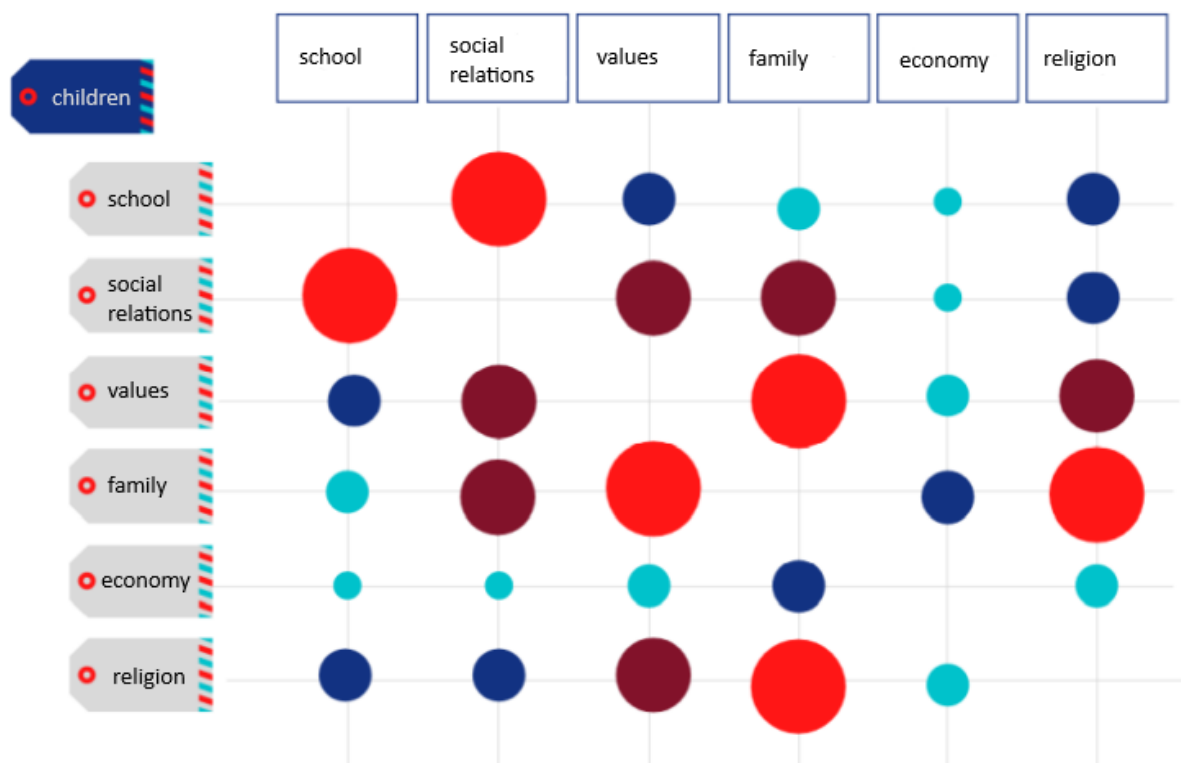 school
social
relations
values
family
economy
religion
children
school
social
relations
values
family
economy
religion